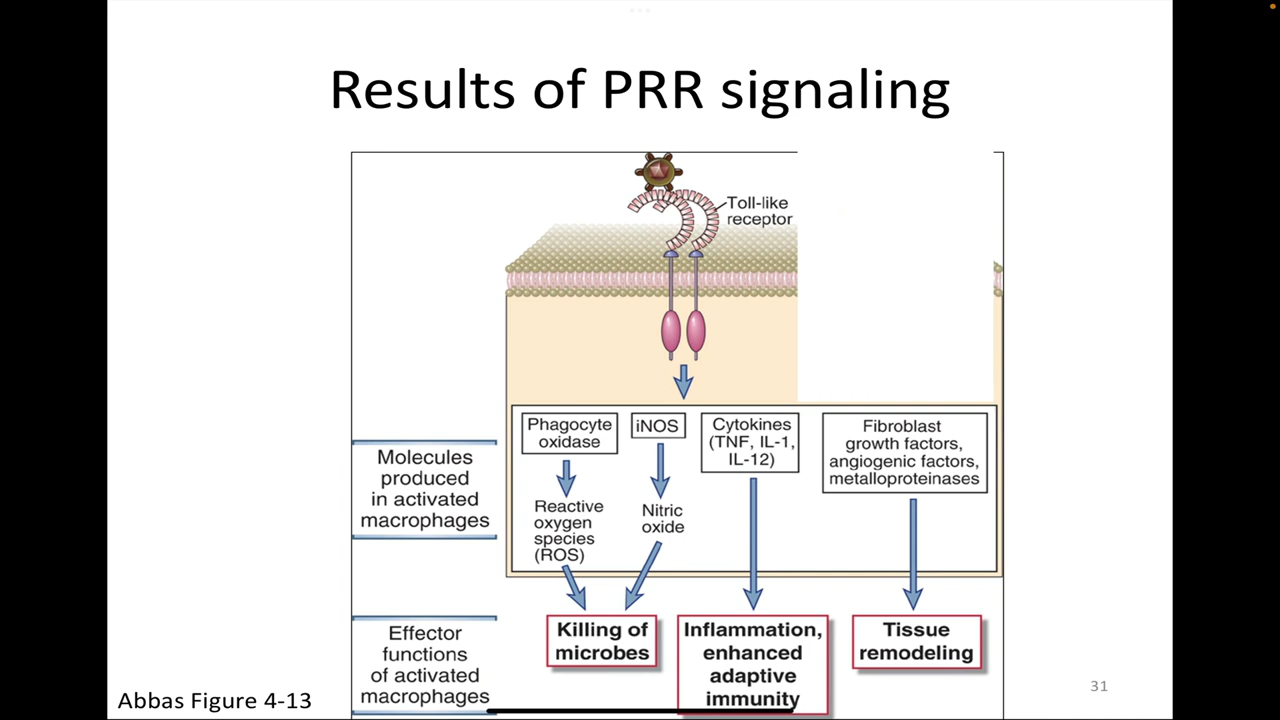 Results of PRR signaling
Toll-like
receptor
Molecules
produced
in activated
macrophages
Phagocyte
oxidase
iNOS
Cytokines
(TNF, IL-1,
IL-12)
Fibroblast
growth factors,
angiogenic factors,
metalloproteinases
Reactive
oxygen
species
(ROS)
Nitric
oxide
Effector
functions
of activated
macrophages
Killing of
microbes
Inflammation,
enhanced
adaptive
immunity
Tissue
remodeling
Abbas Figure 4-13
31